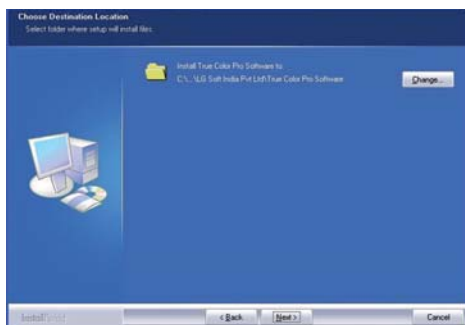 Choose Destination Location
Select folder where setup will install files.
Install True Color Pro Software to:
C:\...\LG Soft India Pvt Ltd\True Color Pro Software
Change...
InstallShield
< Back
Next >
Cancel